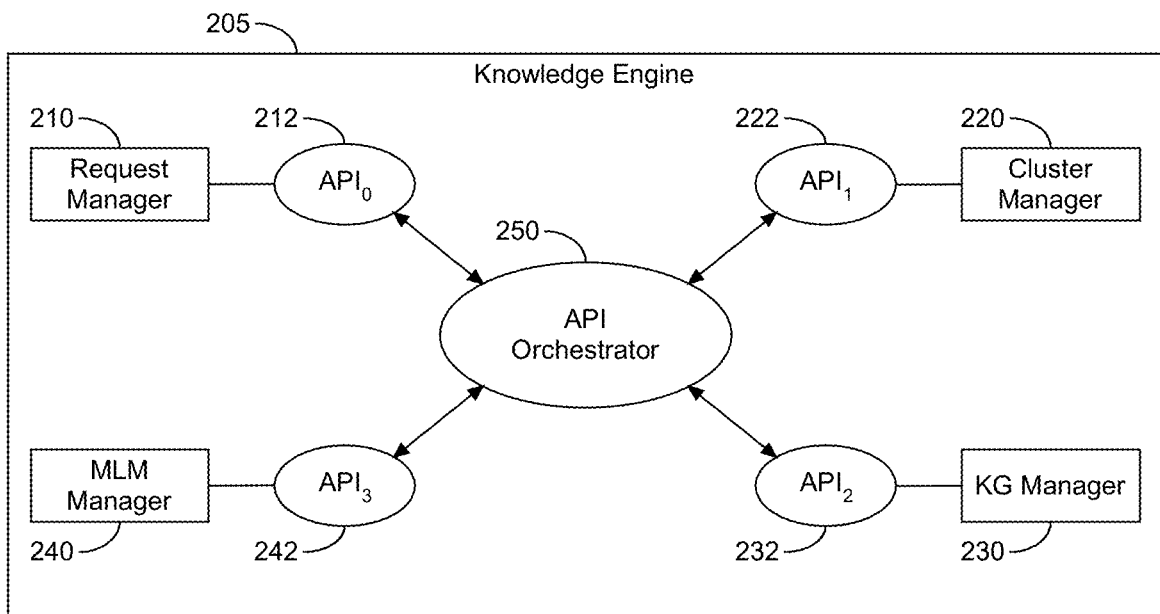 205
Knowledge Engine
210
212
222
220
Request
Manager
API₀
API₁
Cluster
Manager
250
API
Orchestrator
MLM
Manager
API₃
API₂
KG Manager
240
242
232
230